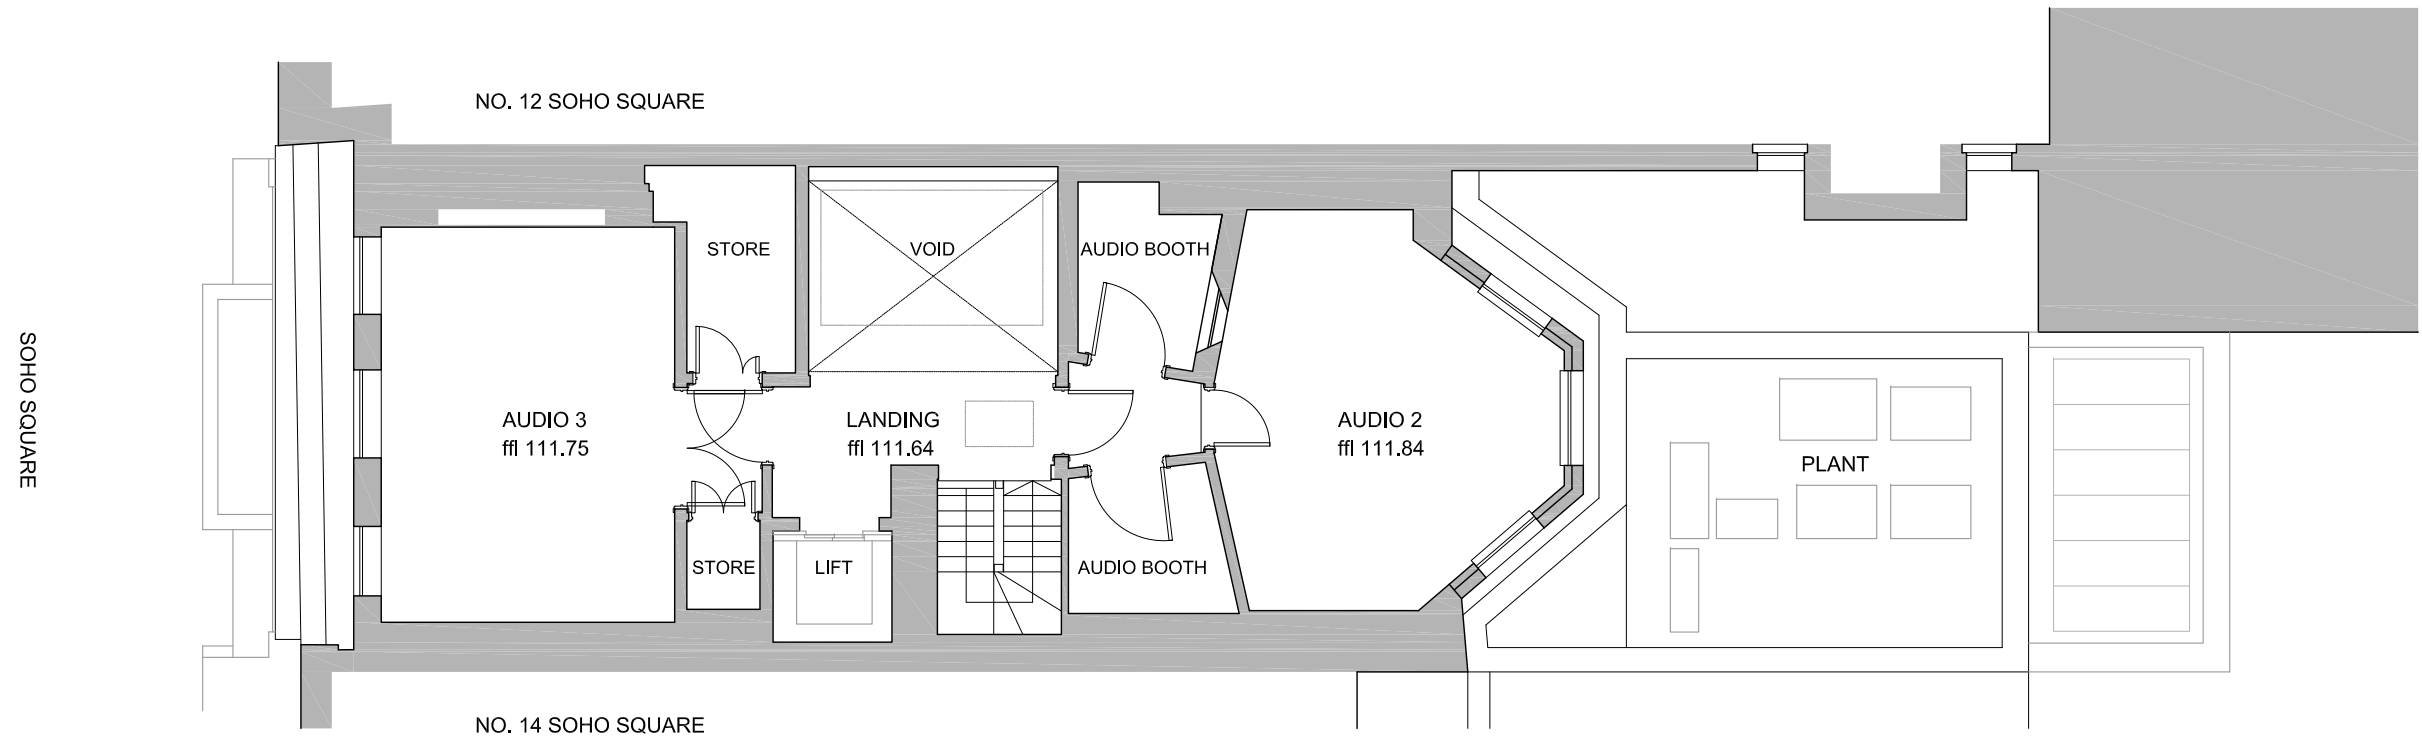 NO. 12 SOHO SQUARE
SOHO SQUARE
STORE
VOID
AUDIO BOOTH
AUDIO 3
ffl 111.75
LANDING
ffl 111.64
AUDIO 2
ffl 111.84
PLANT
STORE
LIFT
AUDIO BOOTH
NO. 14 SOHO SQUARE